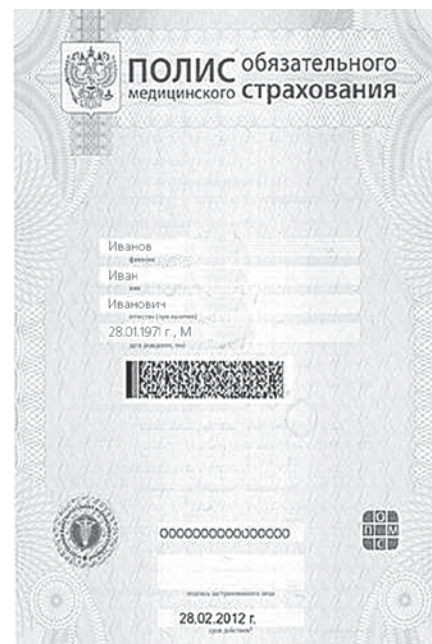 ПОЛИС обязательного
медицинского страхования
Иванов
фамилия
Иван
имя
Иванович
отчество (при наличии)
28.01.1971 г., М
дата рождения, пол
0000000000000000
О
П М
С
подпись застрахованного лица
28.02.2012 г.
срок действия*